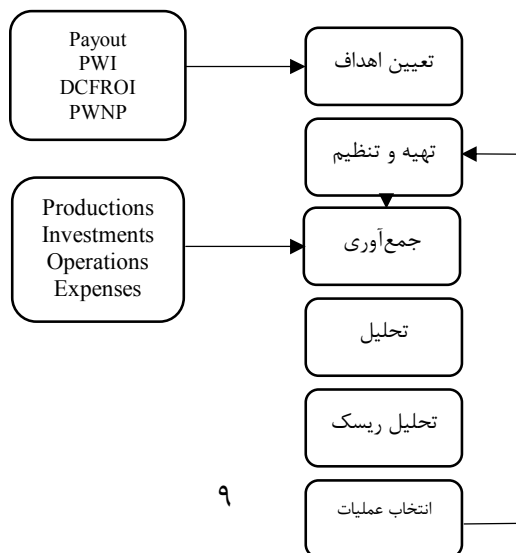 Payout
PWI
DCFROI
PWNP
تعیین اهداف
تهیه و تنظیم
Productions
Investments
Operations
Expenses
جمع‌آوری
تحلیل
تحلیل ریسک
۹
انتخاب عملیات